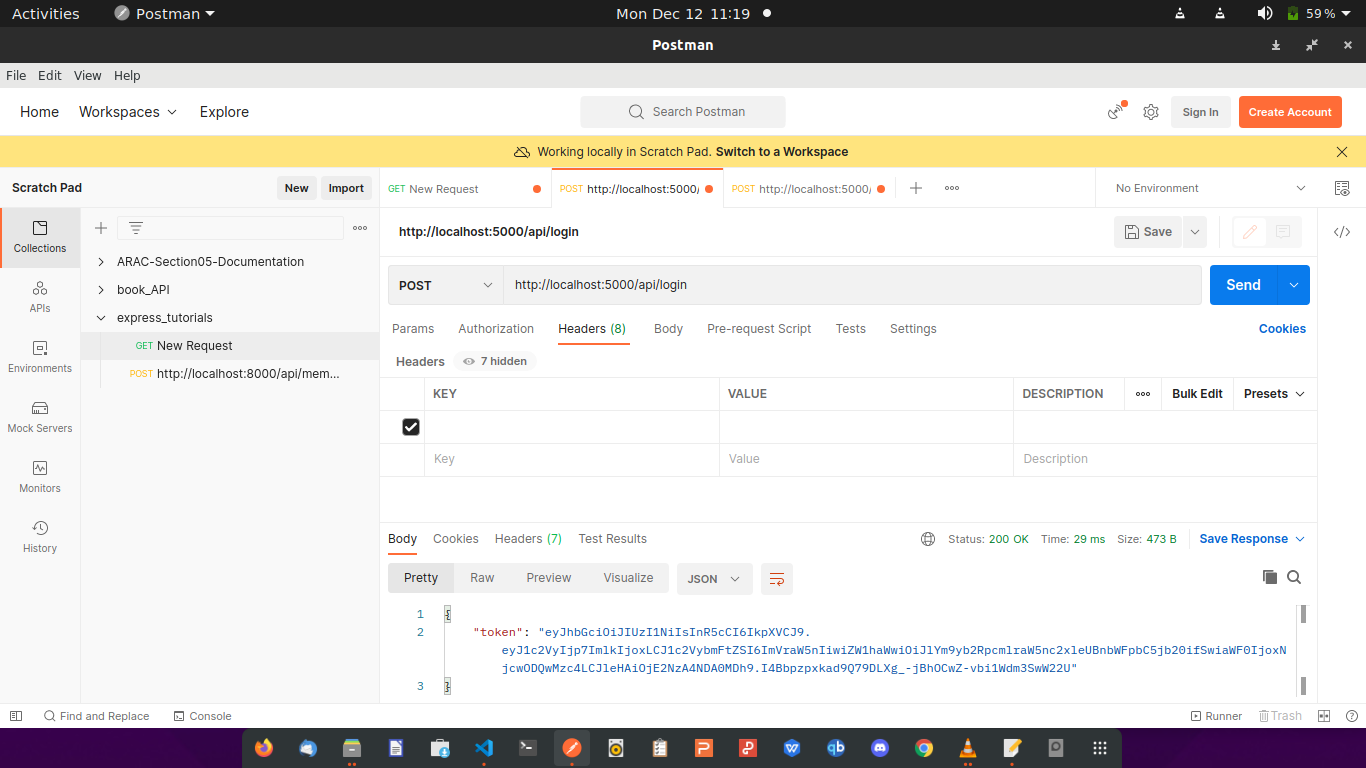 Activities
Postman
Mon Dec 12 11:19
59 %
Postman
File Edit View Help
Home Workspaces Explore
Search Postman
Sign In
Create Account
Working locally in Scratch Pad. Switch to a Workspace
Scratch Pad
New
Import
GET New Request
POST http://localhost:5000/
POST http://localhost:5000/
No Environment
Collections
APIs
Environments
Mock Servers
Monitors
History
ARAC-Section05-Documentation
book_API
express_tutorials
GET New Request
POST http://localhost:8000/api/mem...
http://localhost:5000/api/login
Save
POST
http://localhost:5000/api/login
Send
Params Authorization Headers (8) Body Pre-request Script Tests Settings
Cookies
Headers 7 hidden
KEY VALUE DESCRIPTION Bulk Edit Presets
Key Value Description
Body Cookies Headers (7) Test Results
Status: 200 OK Time: 29 ms Size: 473 B
Save Response
Pretty Raw Preview Visualize JSON
1 {
2 "token": "eyJhbGciOiJIUzI1NiIsInR5cCI6IkpXVCJ9.
eyJ1c2VyIjp7ImlkIjoxLCJ1c2VybmFtZSI6ImVraW5nIiwiZW1haWwiOiJlYm9yb2RpcmlraW5nc2xleUBnbWFpbC5jb20ifSwiaWF0IjoxN
jcwODQwMzc4LCJleHAiOjE2NzA4NDA0MDh9.I4Bbpzpxkad9Q79DLXg_-jBhOCwZ-vbi1Wdm3SwW22U"
3 }
Find and Replace Console
Runner Trash